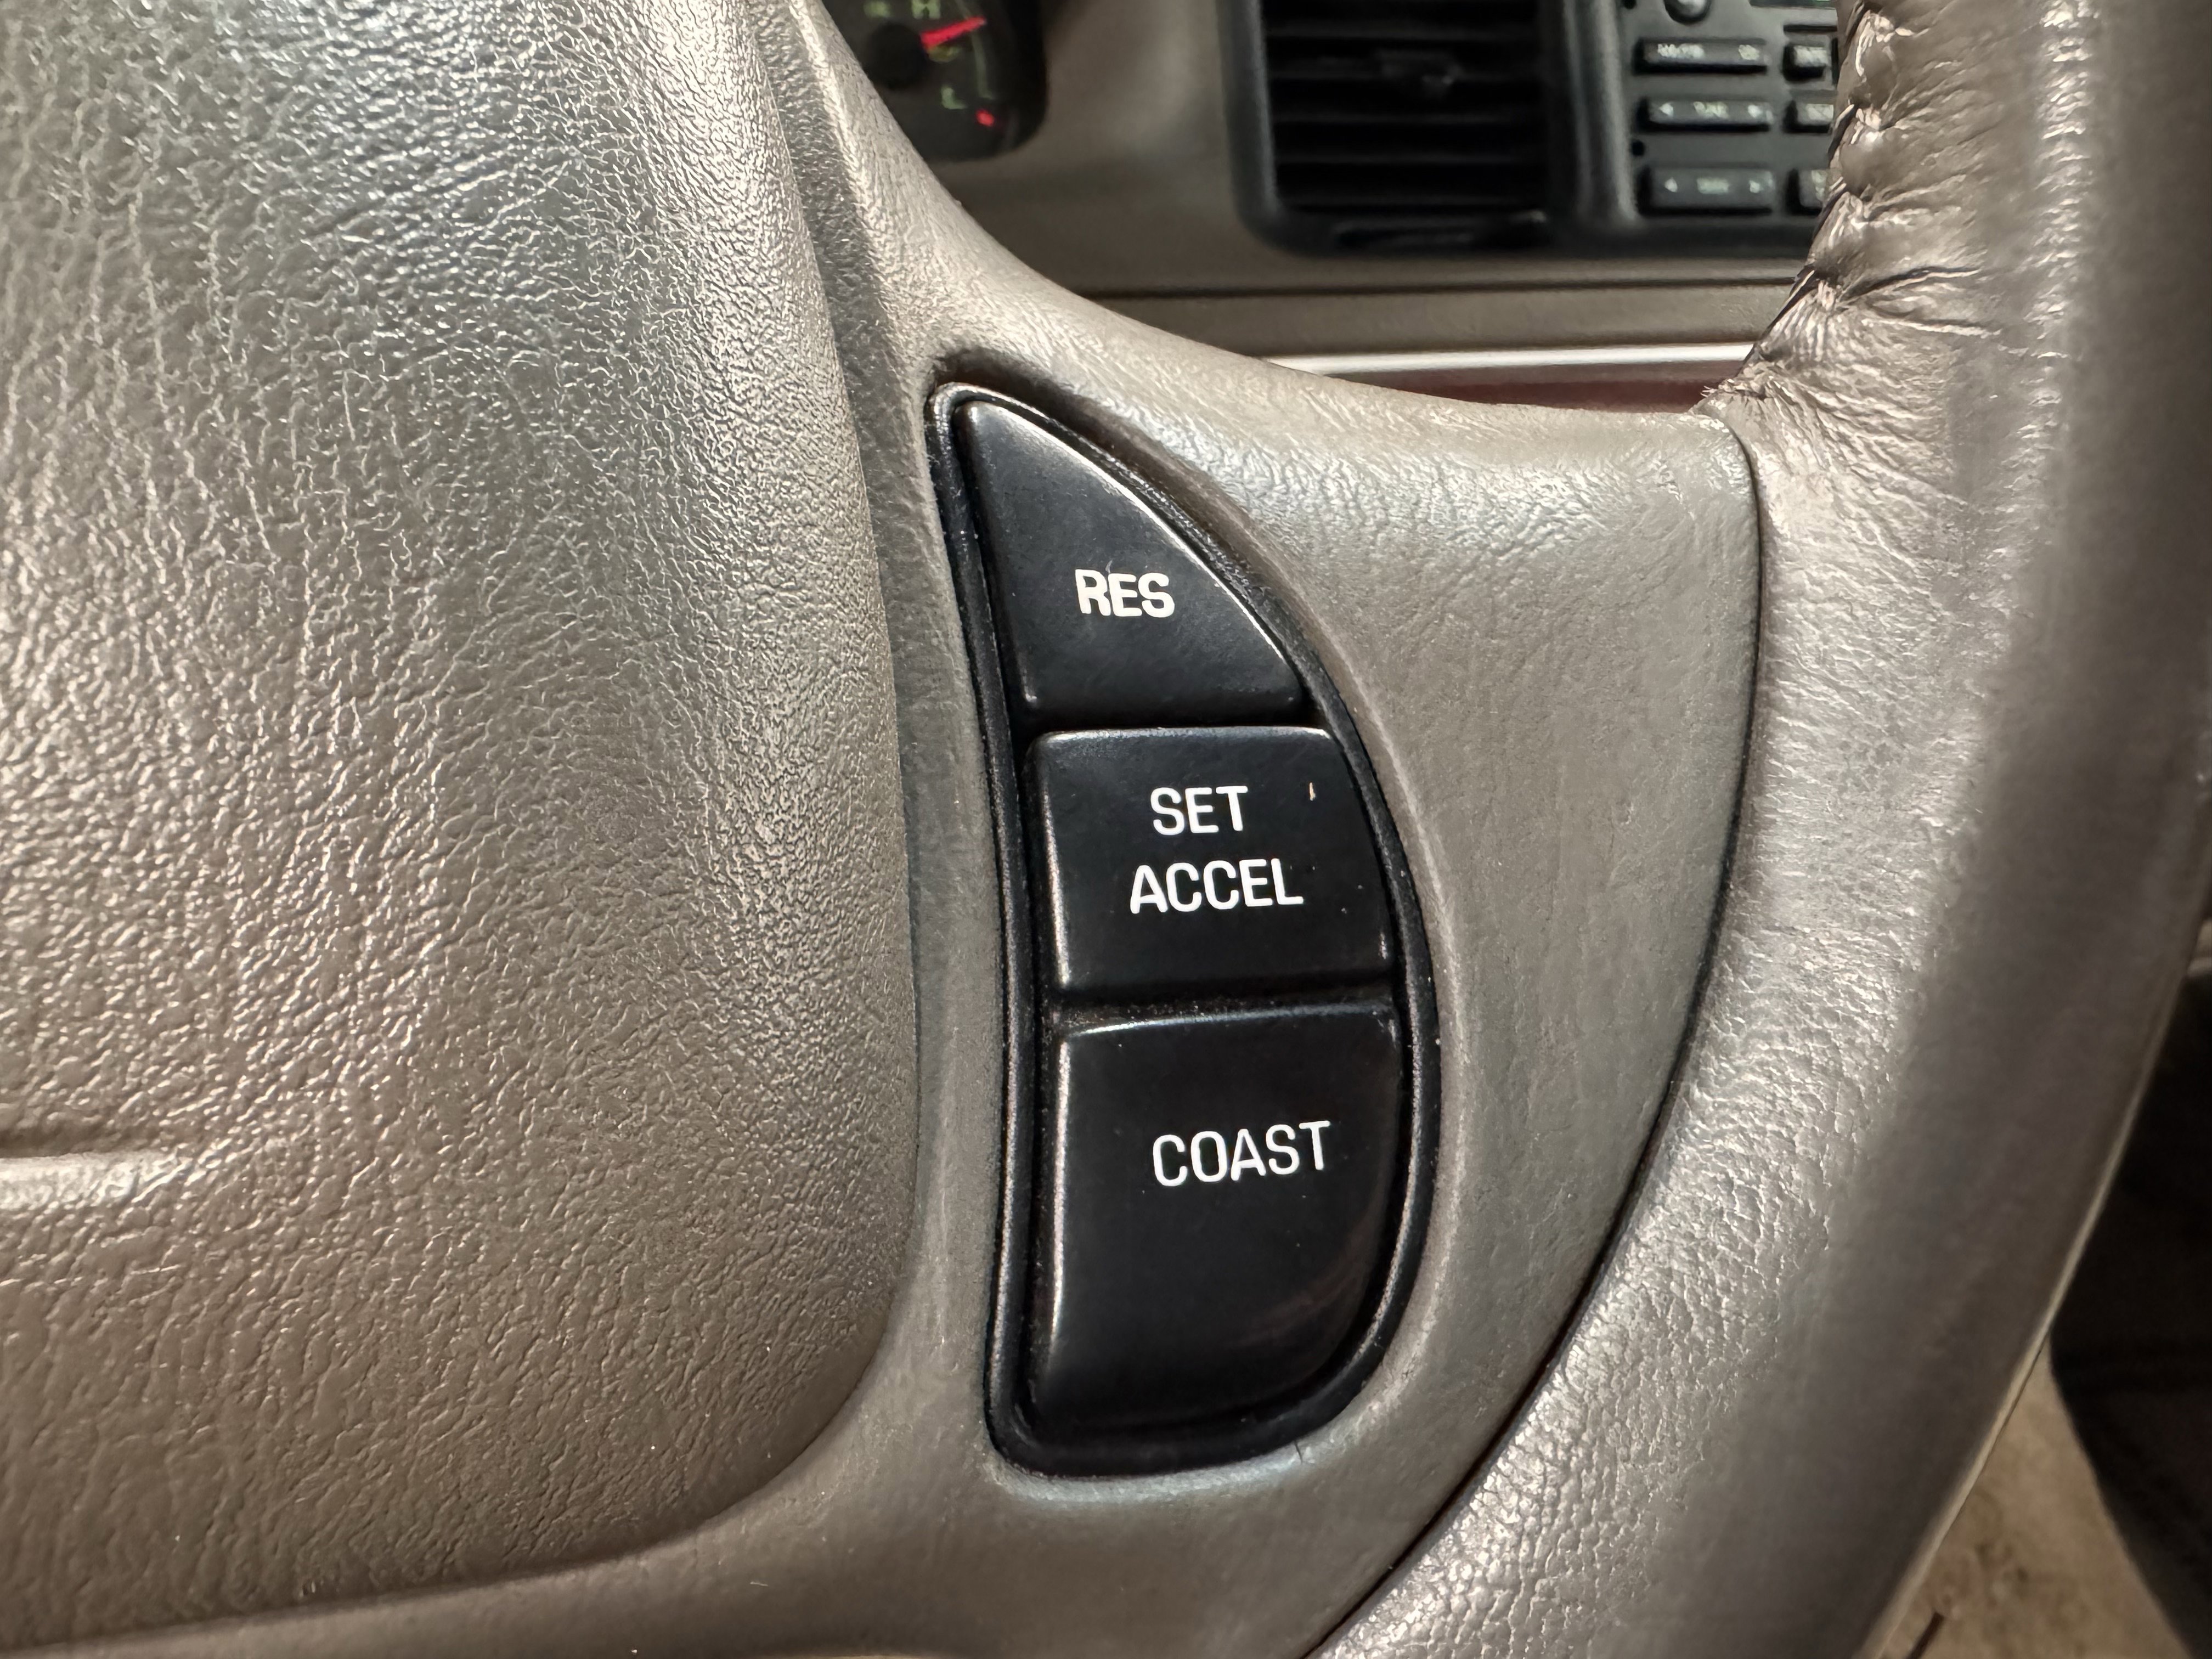 H
RES
SET
ACCEL
COAST